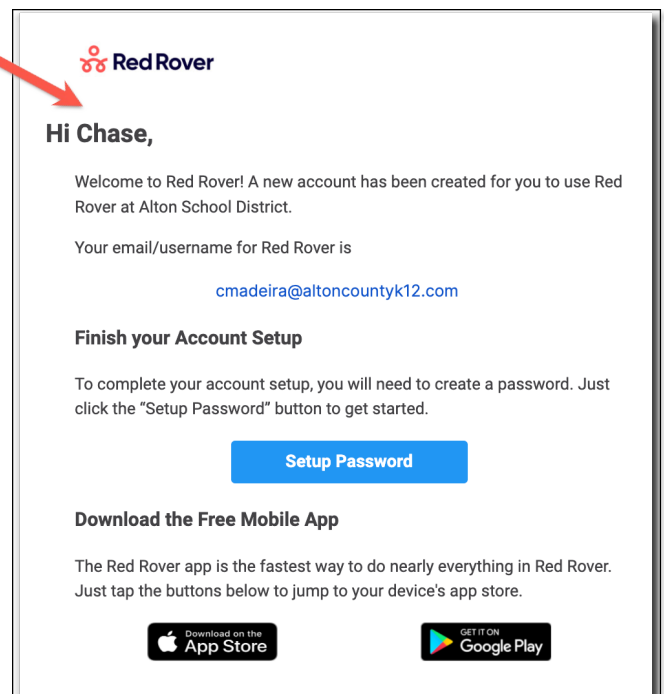 Red Rover
Hi Chase,
Welcome to Red Rover! A new account has been created for you to use Red
Rover at Alton School District.
Your email/username for Red Rover is
cmadeira@altoncountyk12.com
Finish your Account Setup
To complete your account setup, you will need to create a password. Just
click the “Setup Password” button to get started.
Setup Password
Download the Free Mobile App
The Red Rover app is the fastest way to do nearly everything in Red Rover.
Just tap the buttons below to jump to your device's app store.
Download on the
App Store
GET IT ON
Google Play